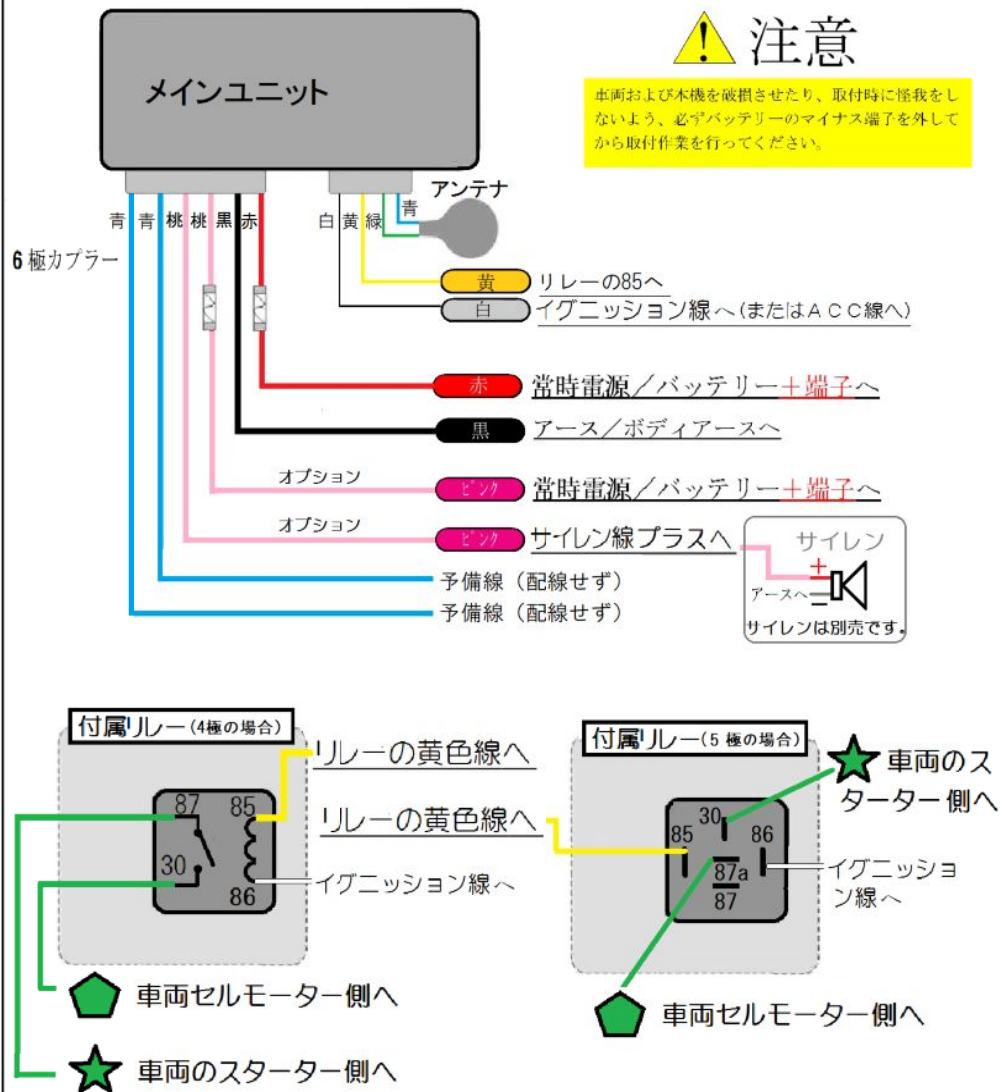 注意
車両および本機を破損させたり、取付時に怪我をし
ないよう、必ずバッテリーのマイナス端子を外して
から取付作業を行ってください。
メインユニット
アンテナ
青 青 桃 桃 黒 赤
白 黄 緑 青
6極カプラー
黄 リレーの85へ
白 イグニッション線へ(またはACC線へ)
赤 常時電源/バッテリー+端子へ
黒 アース/ボディアースへ
オプション ピンク 常時電源/バッテリー+端子へ
オプション ピンク サイレン線プラスへ
サイレン
+
アースへ
−
サイレンは別売です.
予備線(配線せず)
予備線(配線せず)
付属リレー(4極の場合)
リレーの黄色線へ
87 85
30
86
イグニッション線へ
車両セルモーター側へ
車両のスターター側へ
付属リレー(5極の場合)
車両のス
ターター側へ
リレーの黄色線へ
30
85 86
87a
87
イグニッショ
ン線へ
車両セルモーター側へ